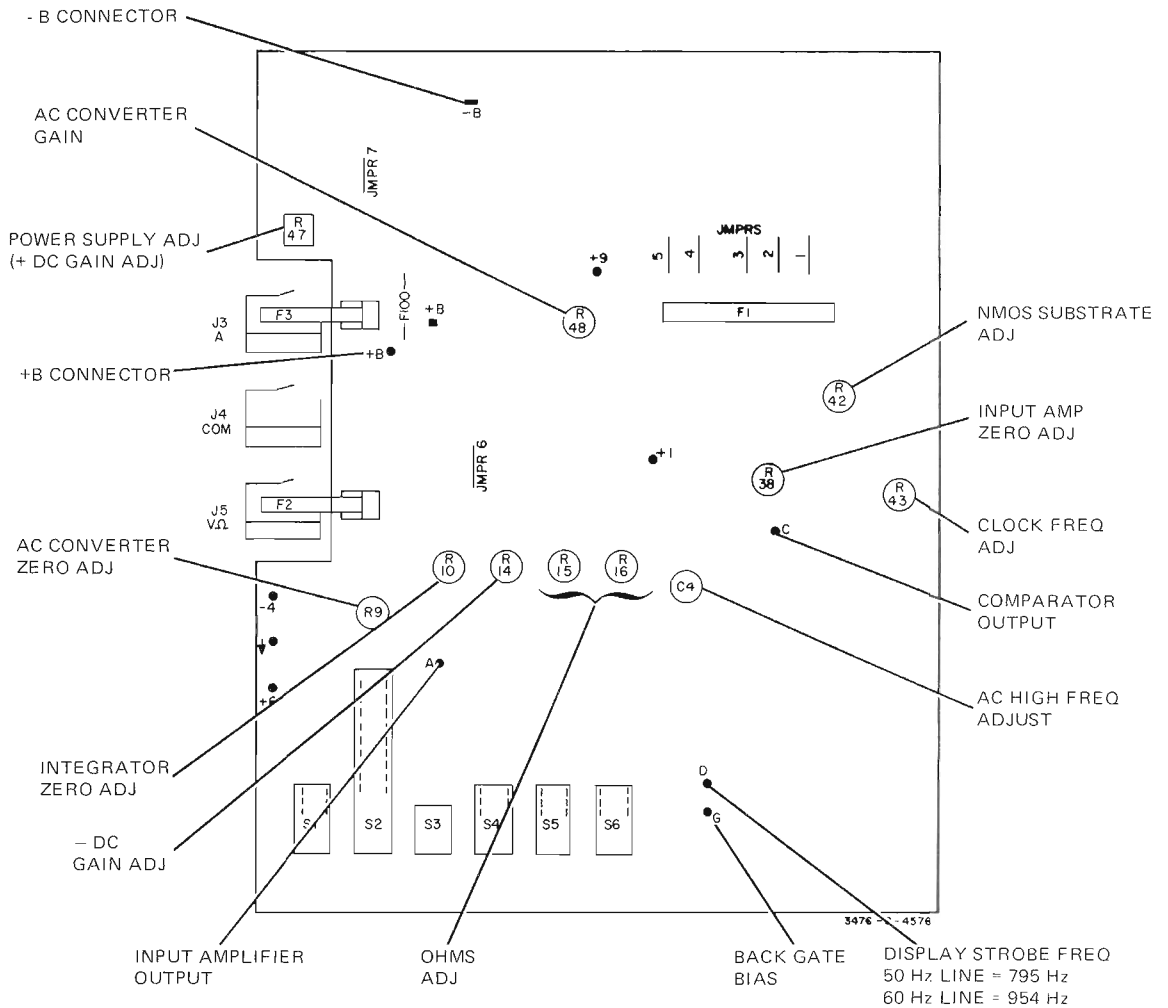 - B CONNECTOR
-B
AC CONVERTER
GAIN
JMPR 7
R
47
POWER SUPPLY ADJ
(+ DC GAIN ADJ)
JMPRS
5
4
3
2
1
+9
F3
J3
A
F100
+B
R
48
F1
NMOS SUBSTRATE
ADJ
+B
+B CONNECTOR
R
42
J4
COM
INPUT AMP
ZERO ADJ
JMPR 6
+1
R
38
R
43
F2
J5
VΩ
C
CLOCK FREQ
ADJ
AC CONVERTER
ZERO ADJ
R
10
R
14
R
15
R
16
C4
-4
R9
COMPARATOR
OUTPUT
A
+6
AC HIGH FREQ
ADJUST
INTEGRATOR
ZERO ADJ
D
G
S1
S2
S3
S4
S5
S6
- DC
GAIN ADJ
3476-C-4576
INPUT AMPLIFIER
OUTPUT
OHMS
ADJ
BACK GATE
BIAS
DISPLAY STROBE FREQ
50 Hz LINE = 795 Hz
60 Hz LINE = 954 Hz